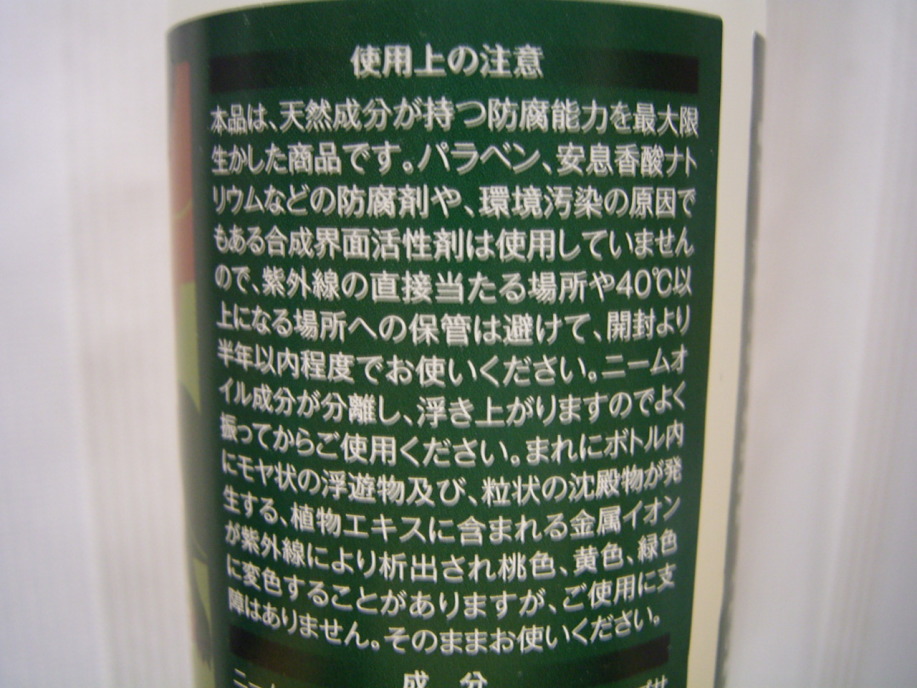 使用上の注意
本品は、天然成分が持つ防腐能力を最大限
生かした商品です。パラベン、安息香酸ナト
リウムなどの防腐剤や、環境汚染の原因で
もある合成界面活性剤は使用していません
ので、紫外線の直接当たる場所や40℃以
上になる場所への保管は避けて、開封より
半年以内程度でお使いください。ニームオ
イル成分が分離し、浮き上がりますのでよく
振ってからご使用ください。まれにボトル内
にモヤ状の浮遊物及び、粒状の沈殿物が発
生する、植物エキスに含まれる金属イオン
が紫外線により析出され桃色、黄色、緑色
に変色することがありますが、ご使用に支
障はありません。そのままお使いください。
成分